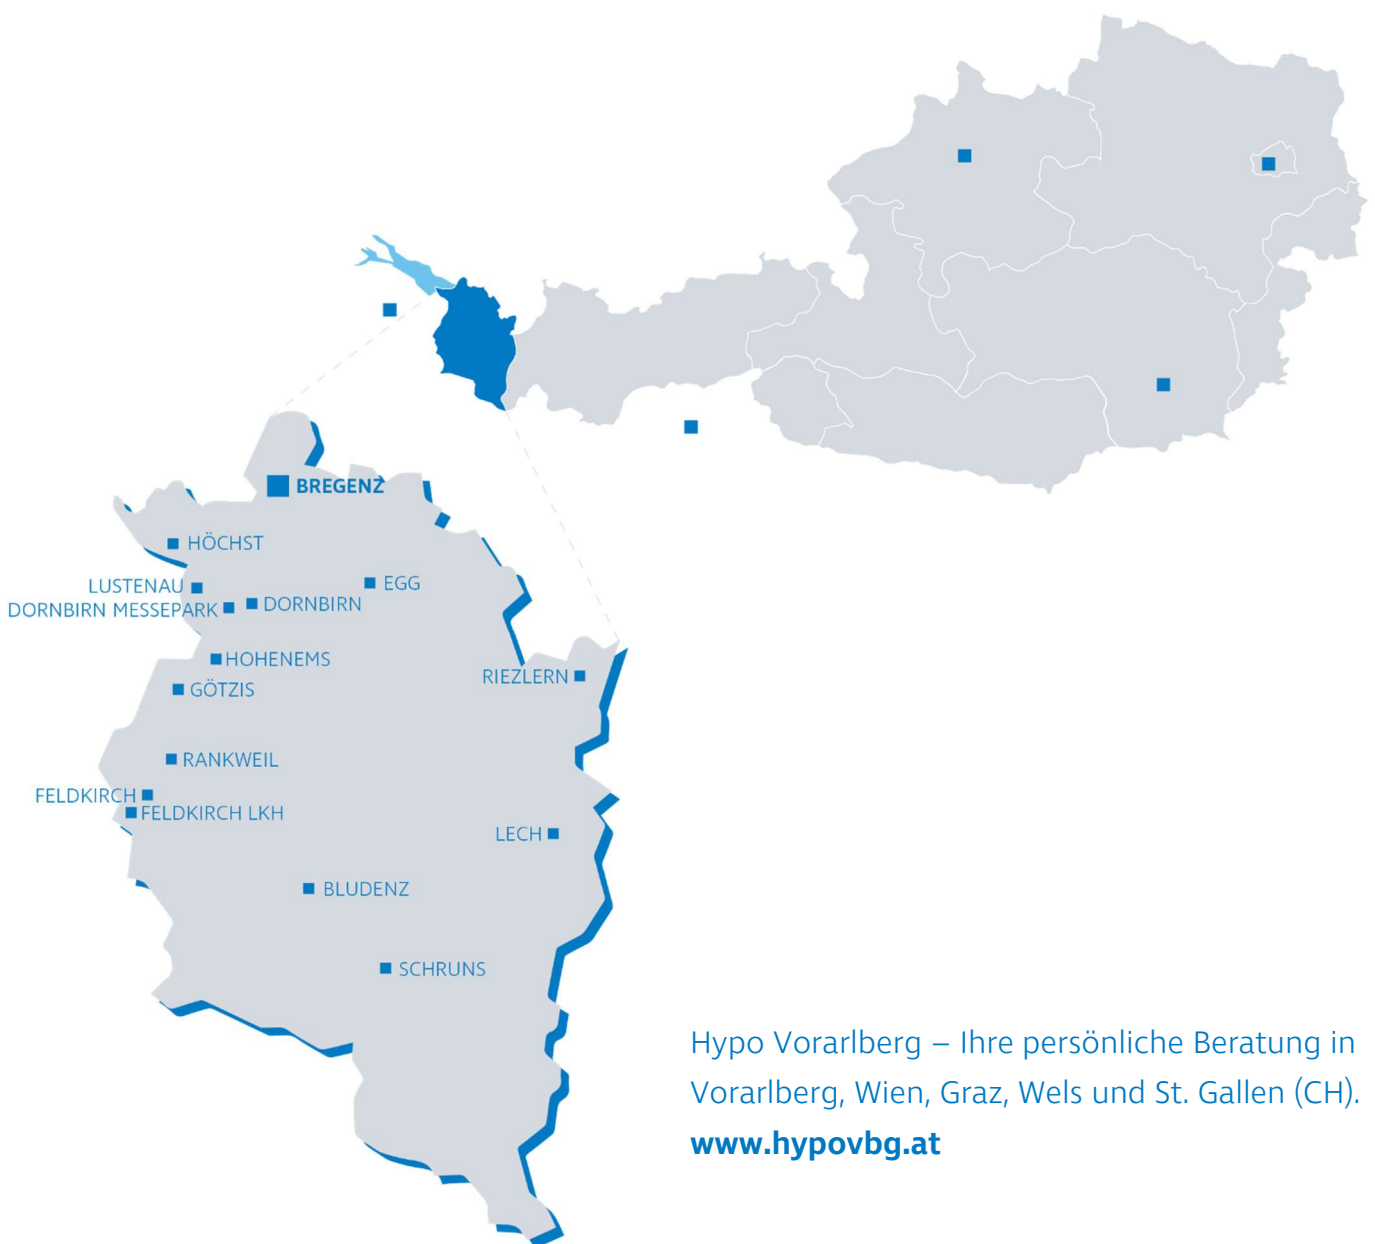 BREGENZ
HÖCHST
LUSTENAU
EGG
DORNBIRN MESSEPARK
DORNBIRN
HOHENEMS
RIEZLERN
GÖTZIS
RANKWEIL
FELDKIRCH
FELDKIRCH LKH
LECH
BLUDENZ
SCHRUNS
Hypo Vorarlberg – Ihre persönliche Beratung in
Vorarlberg, Wien, Graz, Wels und St. Gallen (CH).
www.hypovbg.at